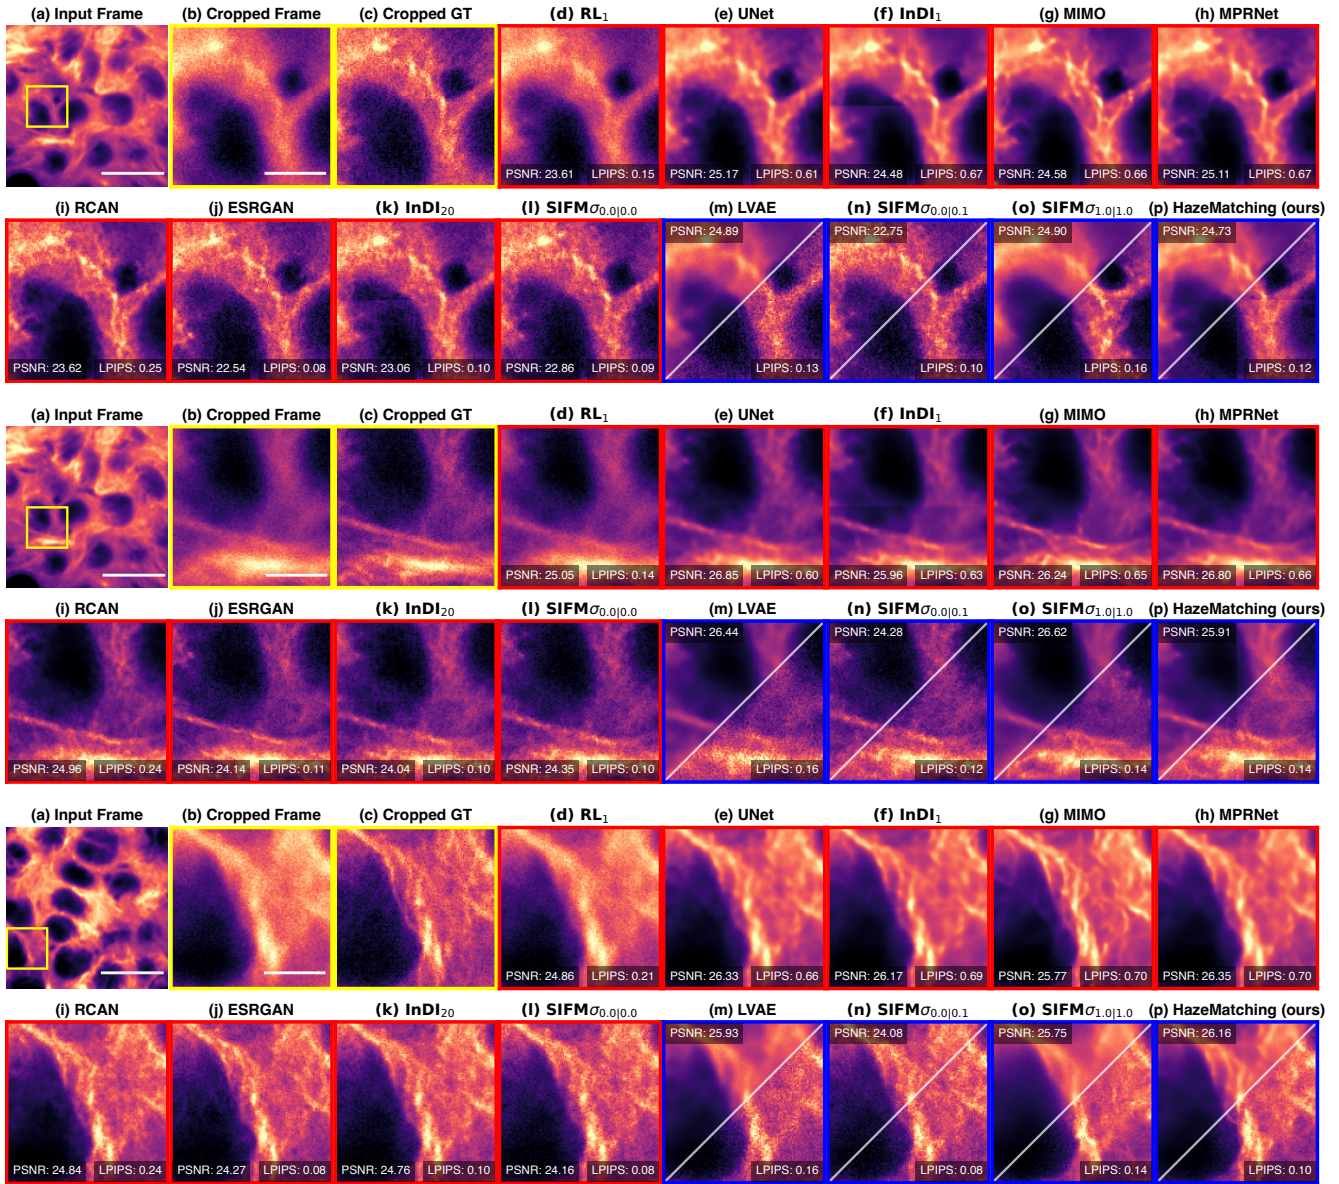 (a) Input Frame (b) Cropped Frame (c) Cropped GT (d) RL₁ (e) UNet (f) InDI₁ (g) MIMO (h) MPRNet
PSNR: 23.61 LPIPS: 0.15 PSNR: 25.17 LPIPS: 0.61 PSNR: 24.48 LPIPS: 0.67 PSNR: 24.58 LPIPS: 0.66 PSNR: 25.11 LPIPS: 0.67
(i) RCAN (j) ESRGAN (k) InDI₂₀ (l) SIFMσ₀.₀|₀.₀ (m) LVAE (n) SIFMσ₀.₀|₀.₁ (o) SIFMσ₁.₀|₁.₀ (p) HazeMatching (ours)
PSNR: 24.89 PSNR: 22.75 PSNR: 24.90 PSNR: 24.73
PSNR: 23.62 LPIPS: 0.25 PSNR: 22.54 LPIPS: 0.08 PSNR: 23.06 LPIPS: 0.10 PSNR: 22.86 LPIPS: 0.09 LPIPS: 0.13 LPIPS: 0.10 LPIPS: 0.16 LPIPS: 0.12
(a) Input Frame (b) Cropped Frame (c) Cropped GT (d) RL₁ (e) UNet (f) InDI₁ (g) MIMO (h) MPRNet
PSNR: 25.05 LPIPS: 0.14 PSNR: 26.85 LPIPS: 0.60 PSNR: 25.96 LPIPS: 0.63 PSNR: 26.24 LPIPS: 0.65 PSNR: 26.80 LPIPS: 0.66
(i) RCAN (j) ESRGAN (k) InDI₂₀ (l) SIFMσ₀.₀|₀.₀ (m) LVAE (n) SIFMσ₀.₀|₀.₁ (o) SIFMσ₁.₀|₁.₀ (p) HazeMatching (ours)
PSNR: 26.44 PSNR: 24.28 PSNR: 26.62 PSNR: 25.91
PSNR: 24.96 LPIPS: 0.24 PSNR: 24.14 LPIPS: 0.11 PSNR: 24.04 LPIPS: 0.10 PSNR: 24.35 LPIPS: 0.10 LPIPS: 0.16 LPIPS: 0.12 LPIPS: 0.14 LPIPS: 0.14
(a) Input Frame (b) Cropped Frame (c) Cropped GT (d) RL₁ (e) UNet (f) InDI₁ (g) MIMO (h) MPRNet
PSNR: 24.86 LPIPS: 0.21 PSNR: 26.33 LPIPS: 0.66 PSNR: 26.17 LPIPS: 0.69 PSNR: 25.77 LPIPS: 0.70 PSNR: 26.35 LPIPS: 0.70
(i) RCAN (j) ESRGAN (k) InDI₂₀ (l) SIFMσ₀.₀|₀.₀ (m) LVAE (n) SIFMσ₀.₀|₀.₁ (o) SIFMσ₁.₀|₁.₀ (p) HazeMatching (ours)
PSNR: 25.93 PSNR: 24.08 PSNR: 25.75 PSNR: 26.16
PSNR: 24.84 LPIPS: 0.24 PSNR: 24.27 LPIPS: 0.08 PSNR: 24.76 LPIPS: 0.10 PSNR: 24.16 LPIPS: 0.08 LPIPS: 0.16 LPIPS: 0.08 LPIPS: 0.14 LPIPS: 0.10